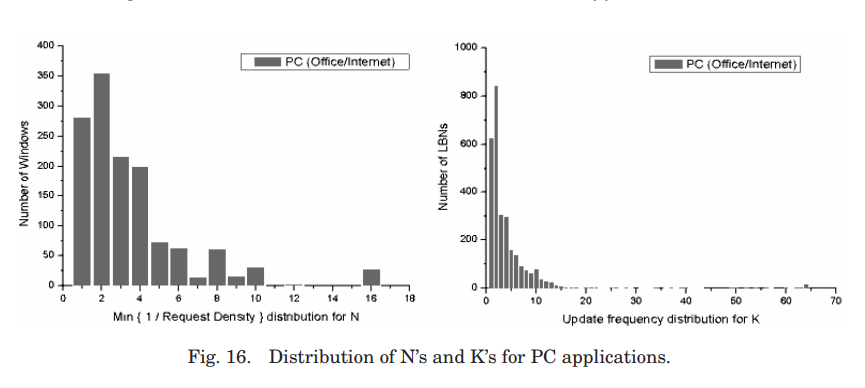 400
350
300
250
200
150
100
50
0
Number of Windows
PC (Office/Internet)
0 2 4 6 8 10 12 14 16 18
Min { 1 / Request Density } distribution for N
1000
800
600
400
200
0
Number of LBNs
PC (Office/Internet)
0 10 20 30 40 50 60 70
Update frequency distribution for K
Fig. 16. Distribution of N's and K's for PC applications.